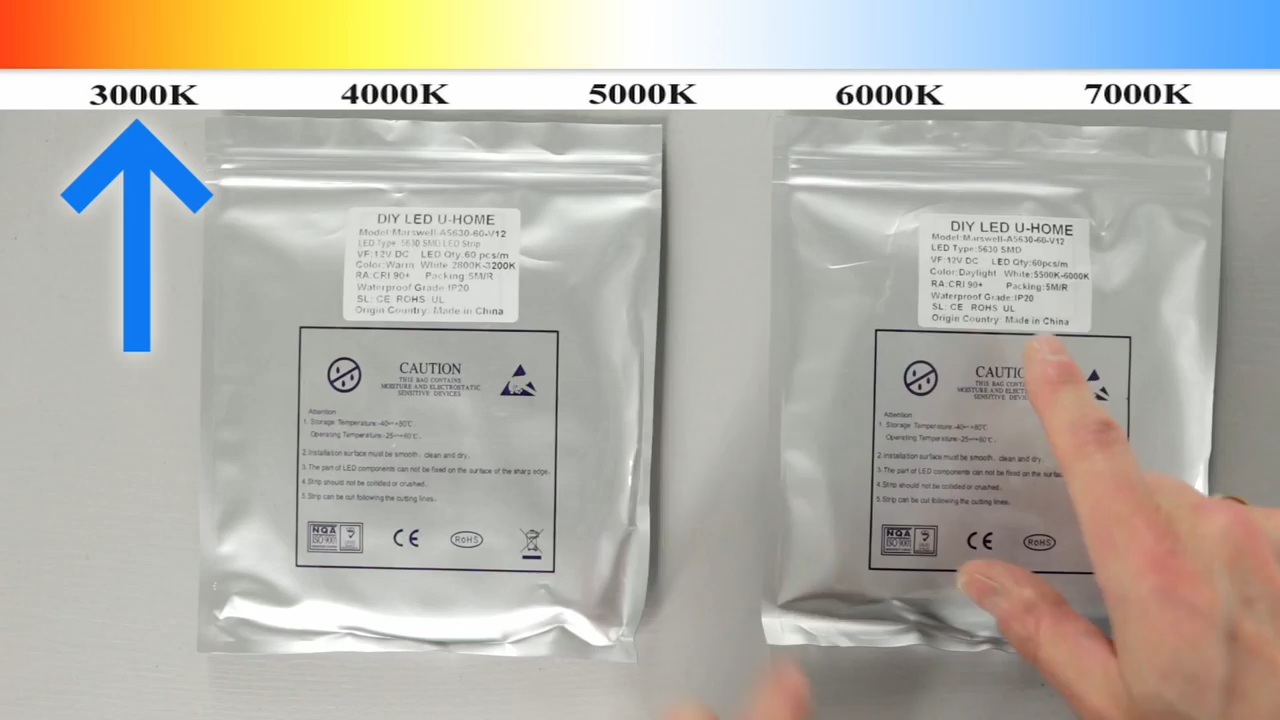 3000K 4000K 5000K 6000K 7000K
DIY LED U-HOME
Model:Marswell-A5630-60-V12
LED Type: 5630 SMD LED Strip
VF:12V DC LED Qty:60 pcs/m
Color:Warm White 2800K-3200K
RA:CRI 90+ Packing:5M/R
Waterproof Grade:IP20
SL: CE ROHS UL
Origin Country: Made in China
CAUTION
THIS BAG CONTAINS
MOISTURE AND ELECTROSTATIC
SENSITIVE DEVICES
Attention:
1. Storage Temperature:-40~+80℃
Operating Temperature:-25~+60℃.
2. Installation surface must be smooth, clean and dry.
3. The part of LED components can not be fixed on the surface of the sharp edge.
4. Strip should not be collided or crushed.
5. Strip can be cut following the cutting lines.
NQA
ISO 9001
CE
RoHS
DIY LED U-HOME
Model:Marswell-A5630-60-V12
LED Type:5630 SMD
VF:12V DC LED Qty:60pcs/m
Color:Daylight White:5500K-6000K
RA:CRI 90+ Packing:5M/R
Waterproof Grade:IP20
SL: CE ROHS UL
Origin Country: Made in China
CAUTIO
THIS BAG CONT
MOISTURE AND ELEC
SENSITIVE DEV
Attention:
1. Storage Temperature:-40~+80℃
Operating Temperature:-25~+60℃.
2. Installation surface must be smooth, clean and dry.
3. The part of LED components can not be fixed on the surfac
4. Strip should not be collided or crushed.
5. Strip can be cut following the cutting lines.
NQA
ISO 9001
CE
RoHS